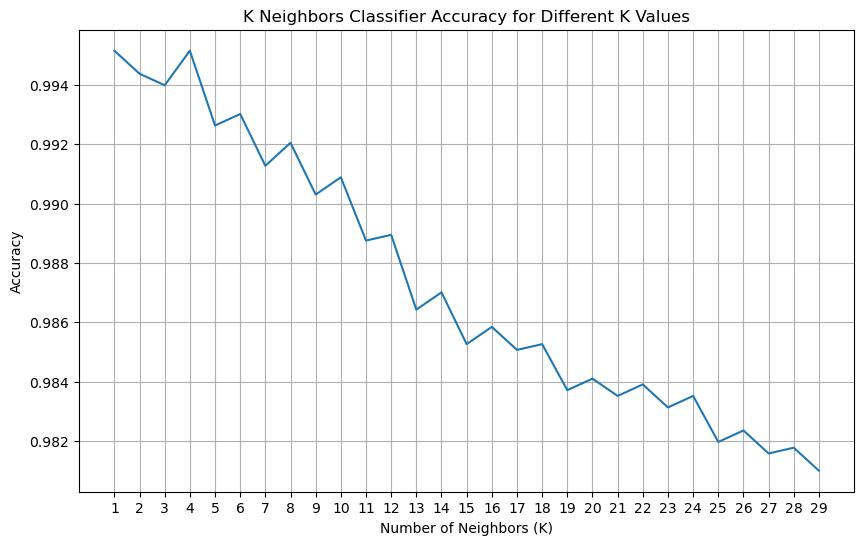 K Neighbors Classifier Accuracy for Different K Values
Accuracy
0.994
0.992
0.990
0.988
0.986
0.984
0.982
1 2 3 4 5 6 7 8 9 10 11 12 13 14 15 16 17 18 19 20 21 22 23 24 25 26 27 28 29
Number of Neighbors (K)